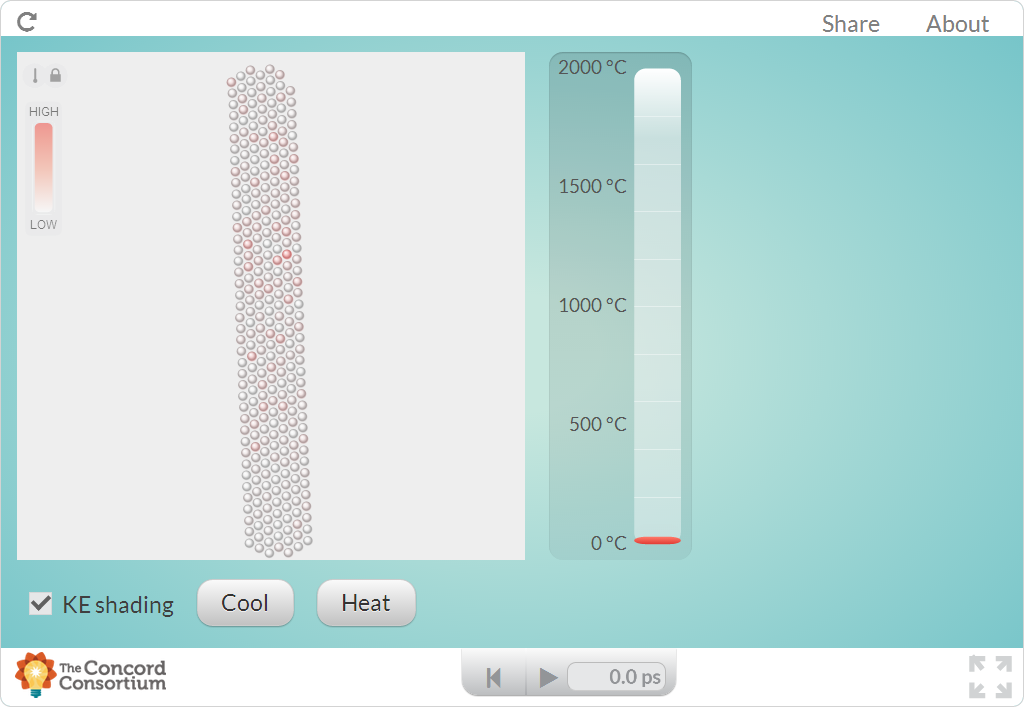 Share About
HIGH
LOW
2000 °C
1500 °C
1000 °C
500 °C
0 °C
KE shading
Cool
Heat
The Concord
Consortium
0.0 ps